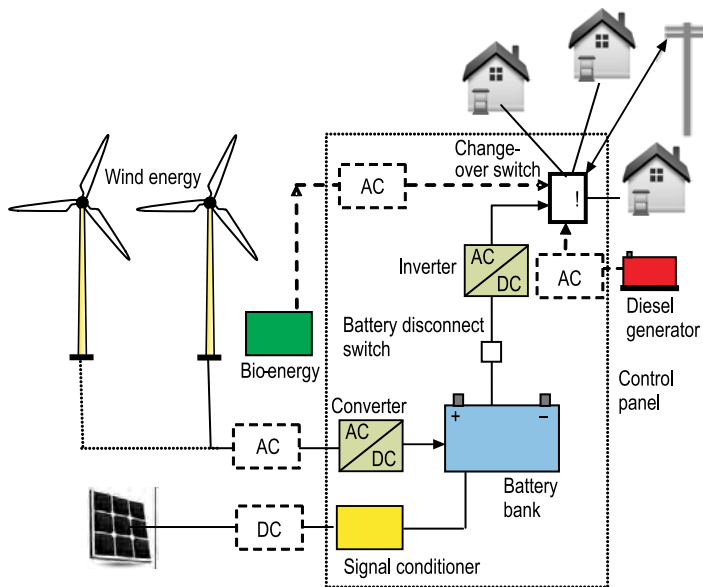 Wind energy
Change-
over switch
AC
!
AC
DC
Inverter
AC
Diesel
generator
Battery disconnect
switch
Bio-energy
Control
panel
Converter
AC
AC
DC
+ –
Battery
bank
DC
Signal conditioner